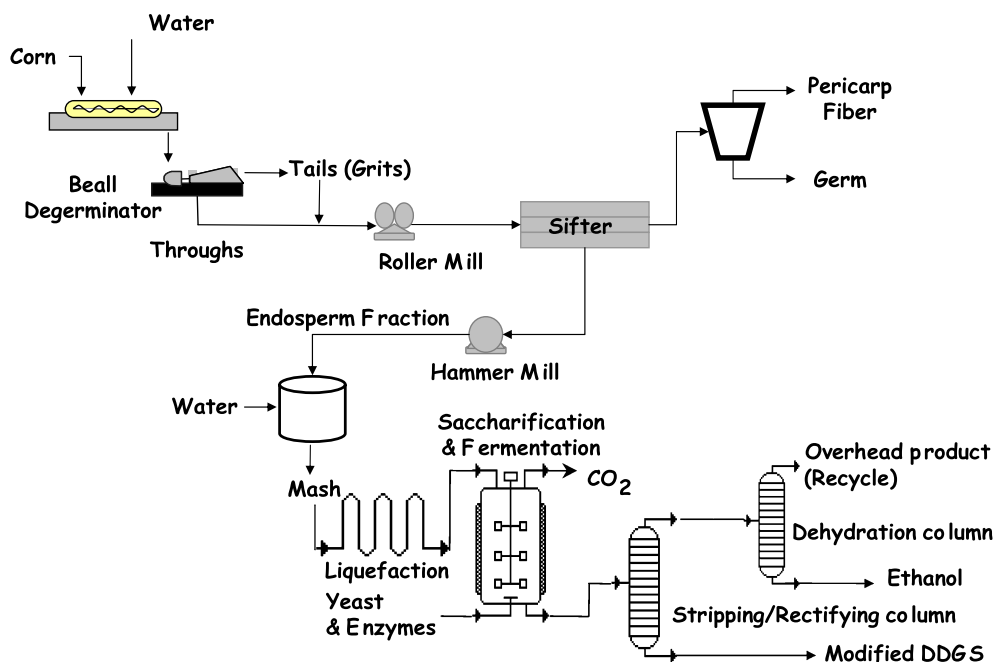 Water
Corn
Pericarp
Fiber
Tails (Grits)
Beall
Degerminator
Germ
Sifter
Throughs
Roller Mill
Endosperm Fraction
Hammer Mill
Water
Saccharification
& Fermentation
Overhead product
(Recycle)
CO2
Mash
Dehydration column
Liquefaction
Ethanol
Yeast
& Enzymes
Stripping/Rectifying column
Modified DDGS